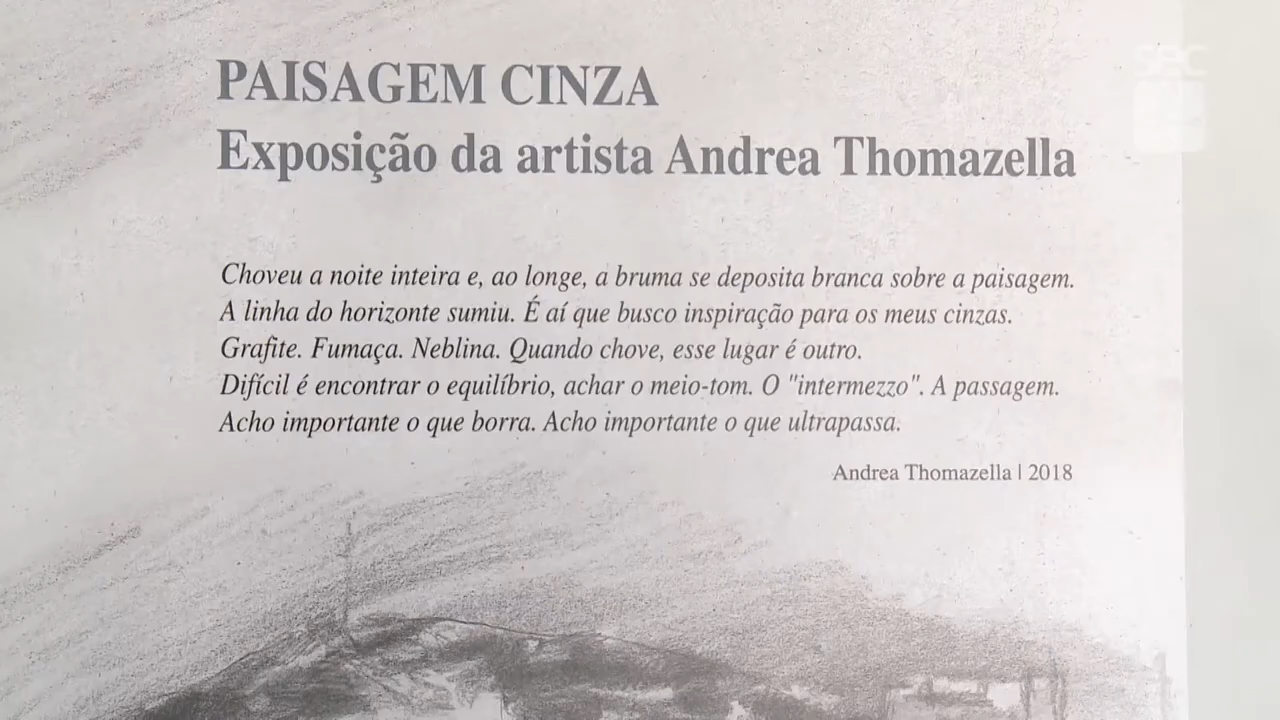 PAISAGEM CINZA
Exposição da artista Andrea Thomazella
Choveu a noite inteira e, ao longe, a bruma se deposita branca sobre a paisagem.
A linha do horizonte sumiu. É aí que busco inspiração para os meus cinzas.
Grafite. Fumaça. Neblina. Quando chove, esse lugar é outro.
Difícil é encontrar o equilíbrio, achar o meio-tom. O "intermezzo". A passagem.
Acho importante o que borra. Acho importante o que ultrapassa.
Andrea Thomazella | 2018